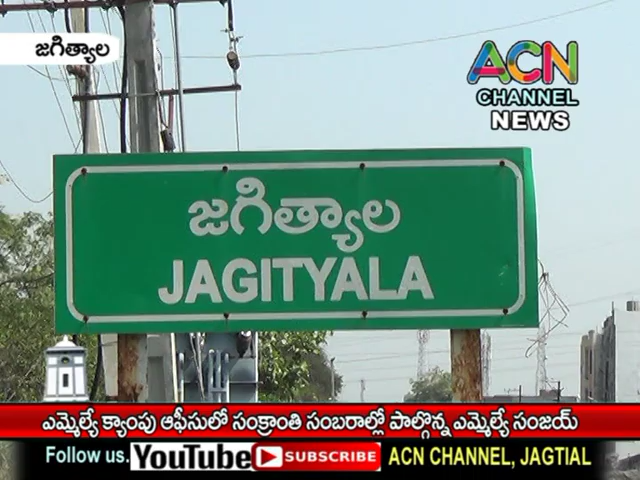 జగిత్యాల
ACN
CHANNEL
NEWS
జగిత్యాల
JAGITYALA
ఎమ్మెల్యే క్యాంపు ఆఫీసులో సంక్రాంతి సంబరాల్లో పాల్గొన్న ఎమ్మెల్యే సంజయ్
Follow us. YouTube SUBSCRIBE ACN CHANNEL, JAGTIAL